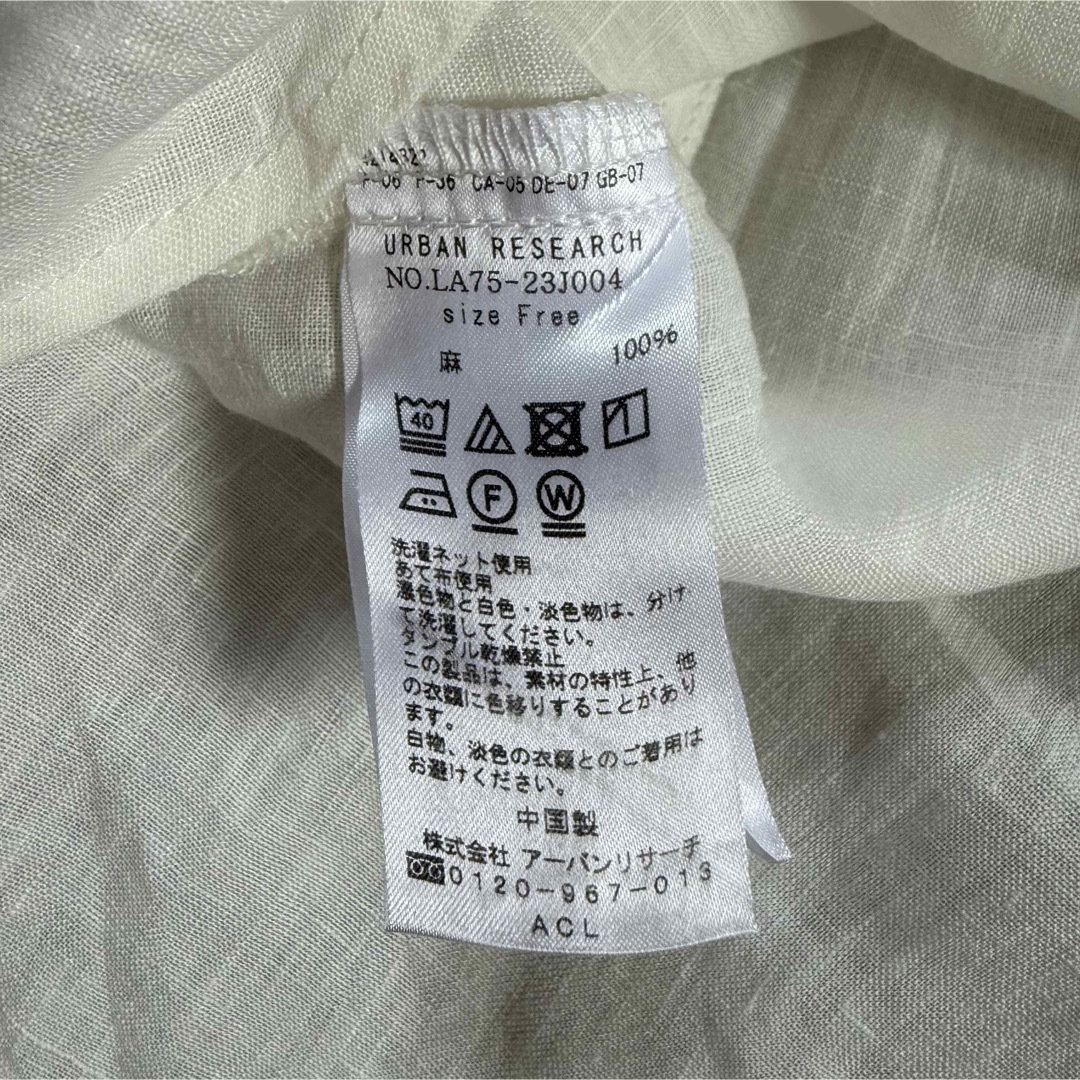 CA-05 DE-07 GB-07
URBAN RESEARCH
NO.LA75-23J004
size Free
麻 100%
40
F W
洗濯ネット使用
あて布使用
濃色物と白色・淡色物は、分け
て洗濯してください。
タンブル乾燥禁止
この製品は、素材の特性上、他
の衣類に色移りすることがあり
ます。
白物、淡色の衣類とのご着用は
お避けください。
中国製
株式会社 アーバンリサーチ
0120-967-013
ACL